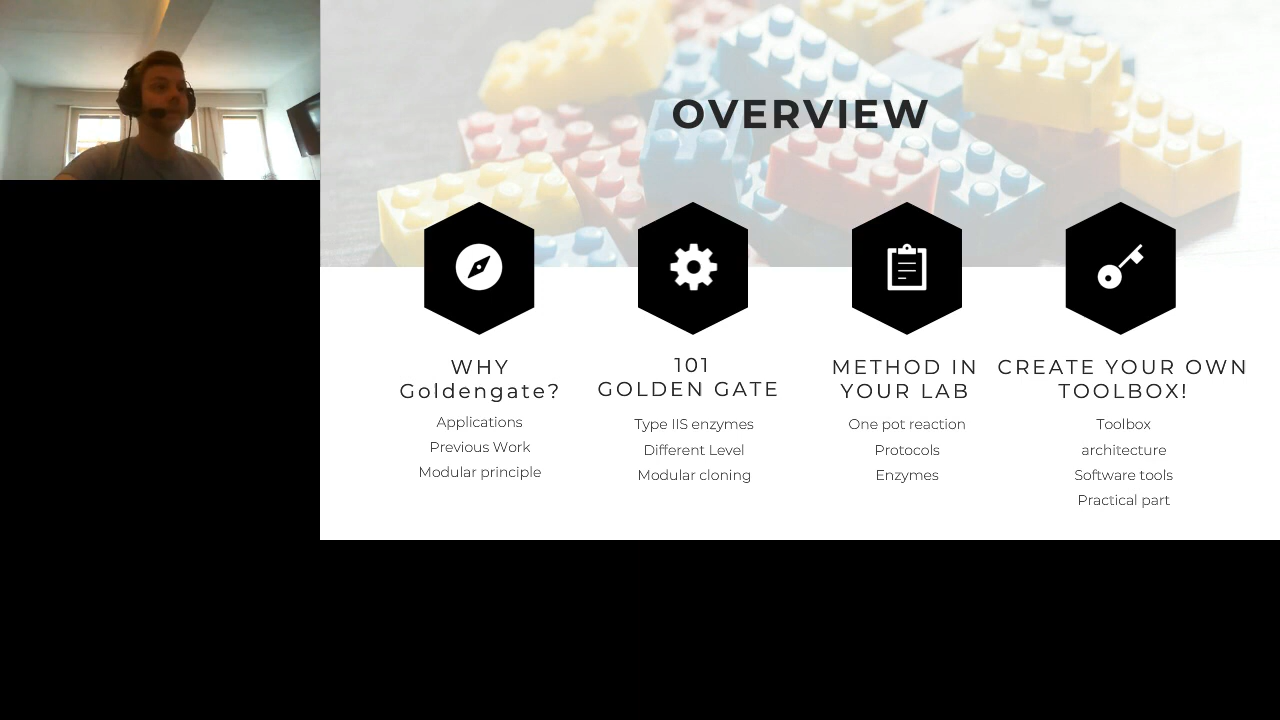 OVERVIEW
WHY
Goldengate?
Applications
Previous Work
Modular principle
101
GOLDEN GATE
Type IIS enzymes
Different Level
Modular cloning
METHOD IN
YOUR LAB
One pot reaction
Protocols
Enzymes
CREATE YOUR OWN
TOOLBOX!
Toolbox
architecture
Software tools
Practical part